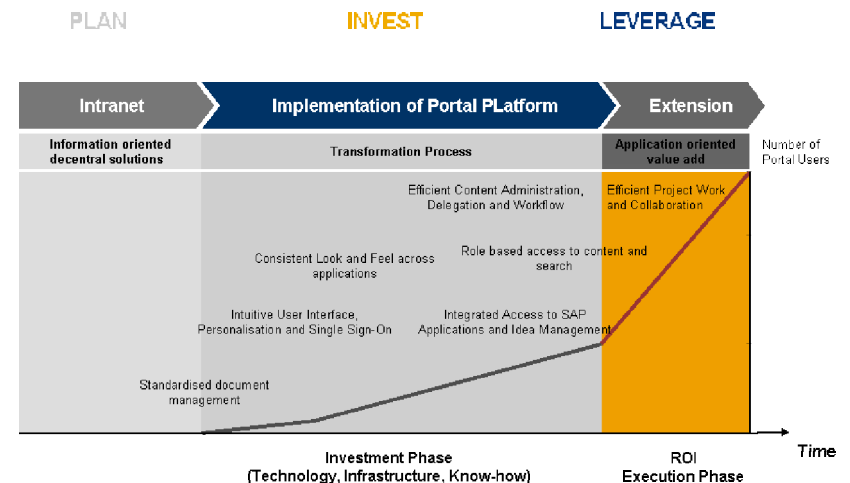 PLAN
INVEST
LEVERAGE
Intranet
Implementation of Portal PLatform
Extension
Information oriented
decentral solutions
Transformation Process
Application oriented
value add
Number of
Portal Users
Efficient Content Administration,
Delegation and Workflow
Efficient Project Work
and Collaboration
Consistent Look and Feel across
applications
Role based access to content and
search
Intuitive User Interface,
Personalisation and Single Sign-On
Integrated Access to SAP
Applications and Idea Management
Standardised document
management
Time
Investment Phase
(Technology, Infrastructure, Know-how)
ROI
Execution Phase